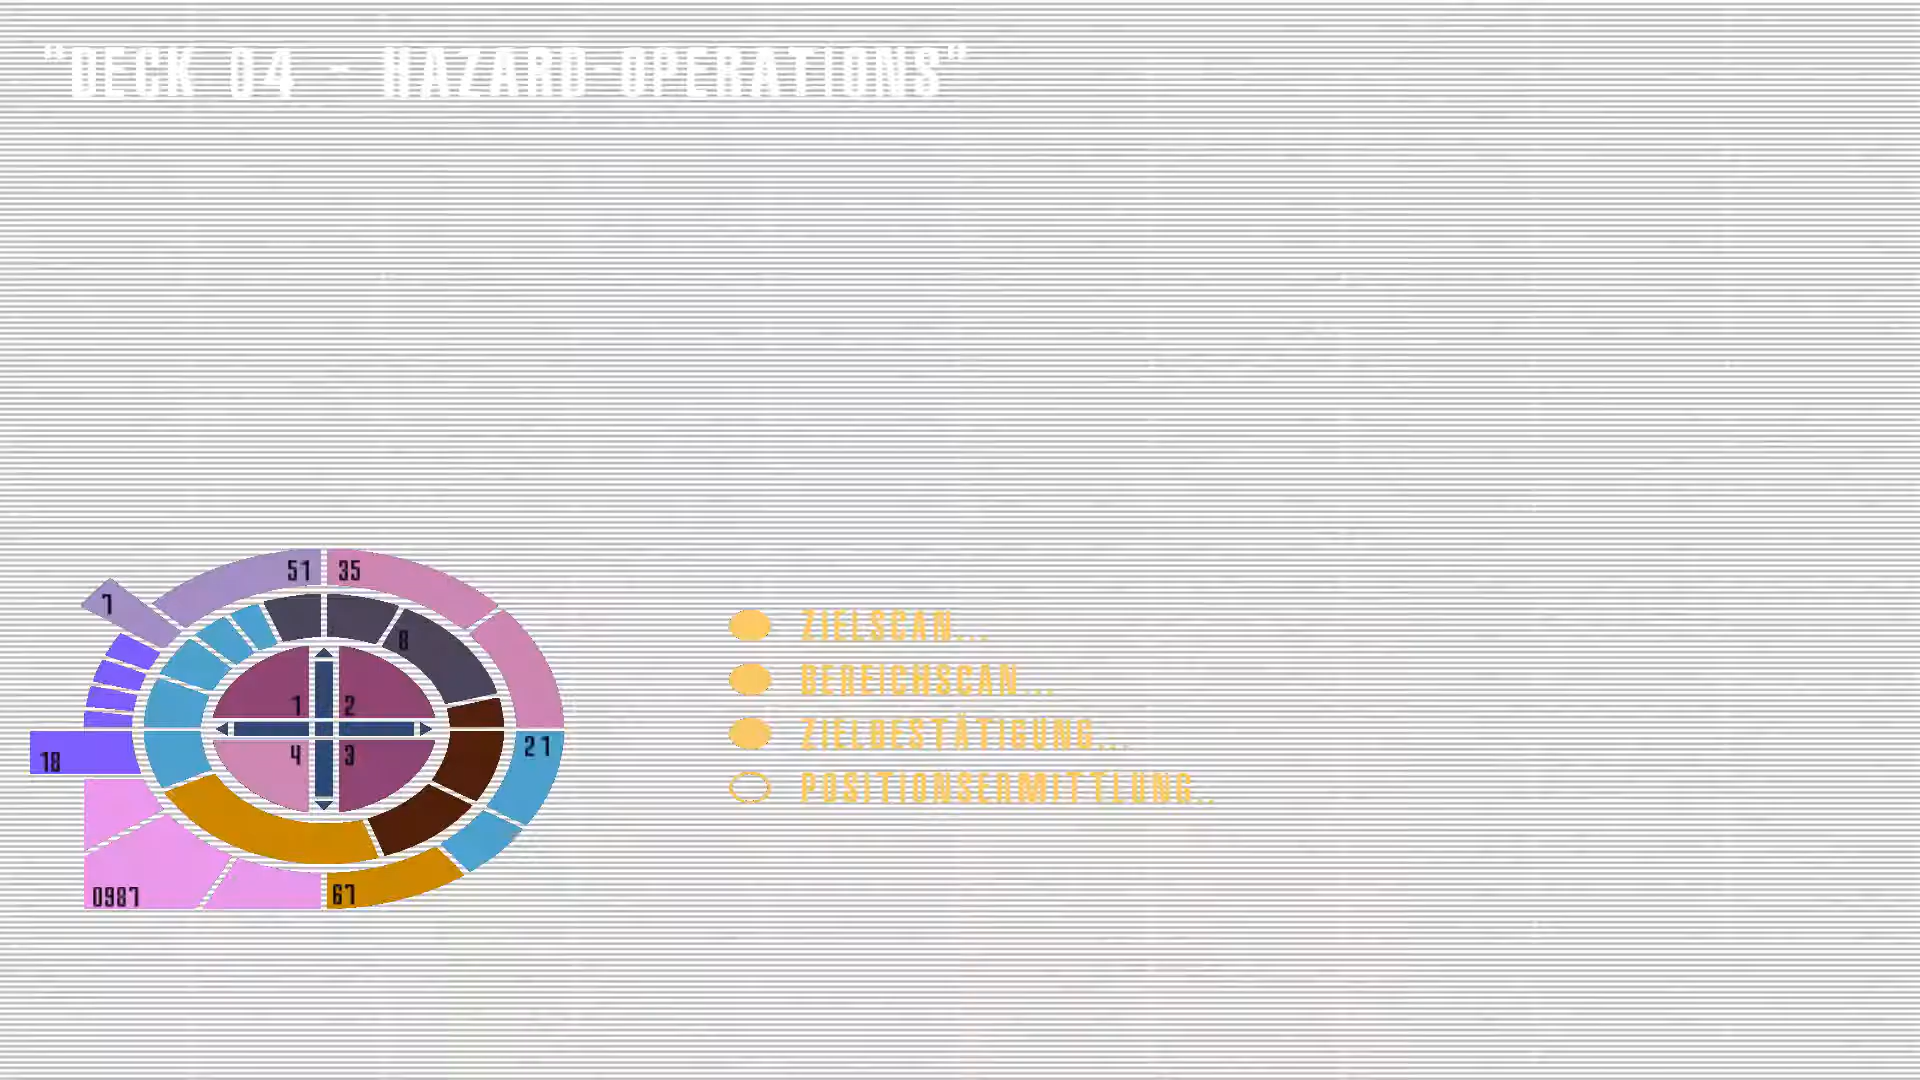 "DECK 04 - HAZARD-OPERATIONS"
51 35
7
8
1 2
4 3
21
18
0987
67
ZIELSCAN...
BEREICHSCAN...
ZIELBESTÄTIGUNG...
POSITIONSERMITTLUNG..